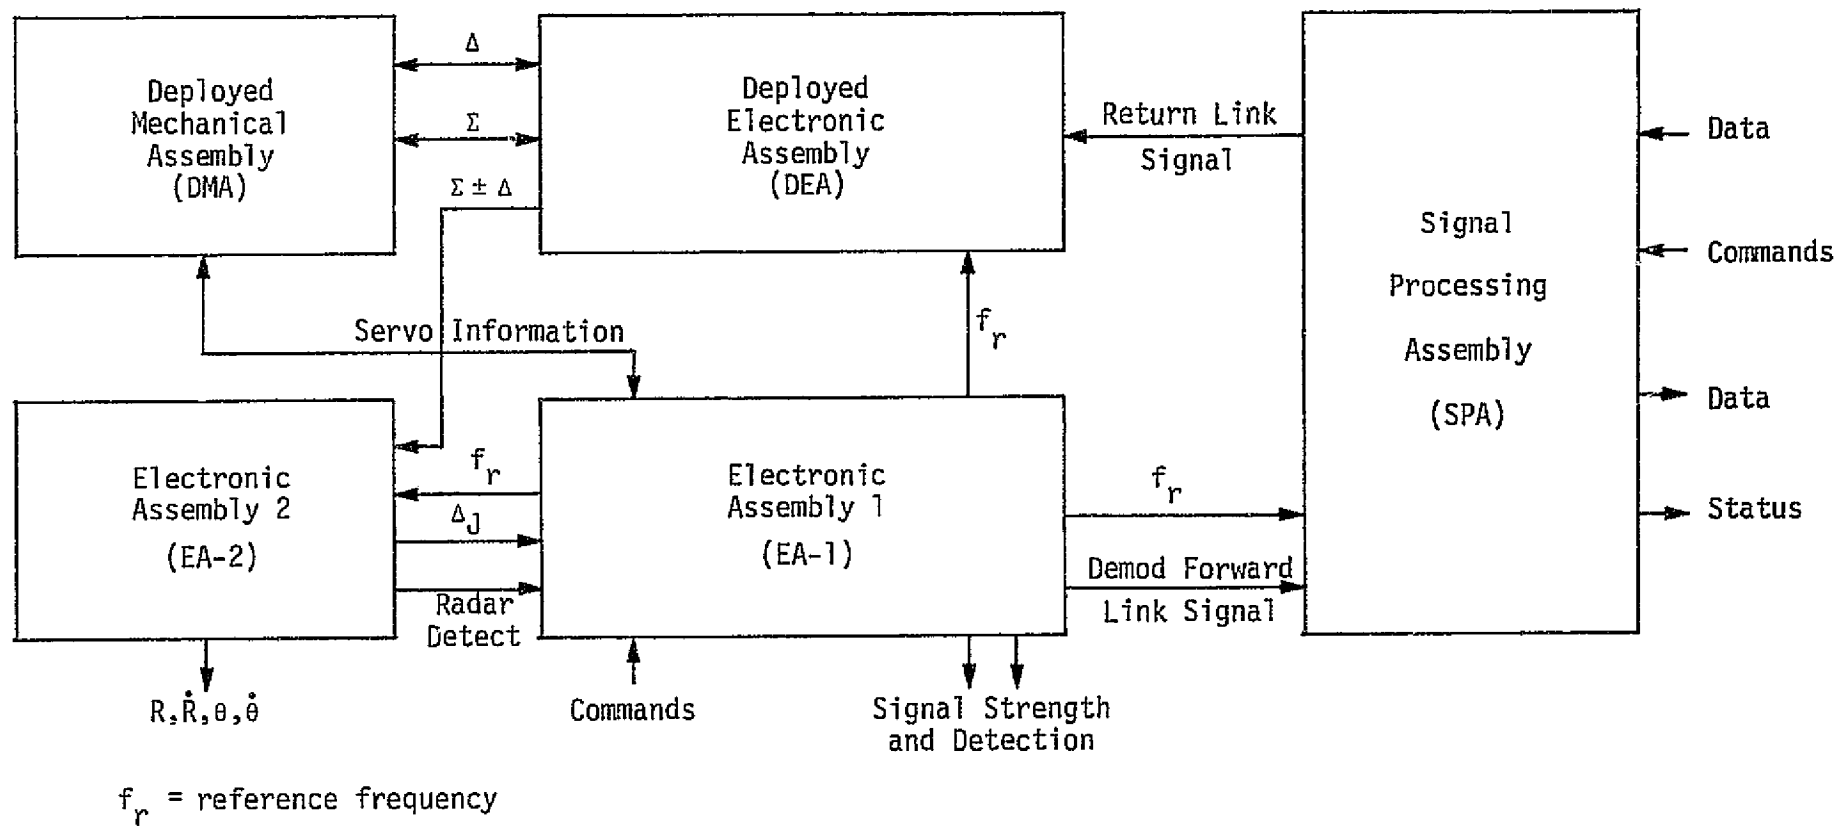 Deployed
Mechanical
Assembly
(DMA)
Δ
Σ
Σ ± Δ
Deployed
Electronic
Assembly
(DEA)
Return Link
Signal
Signal
Processing
Assembly
(SPA)
Data
Commands
Data
Status
Servo Information
f_r
Electronic
Assembly 2
(EA-2)
f_r
Δ_J
Radar
Detect
Electronic
Assembly 1
(EA-1)
f_r
Demod Forward
Link Signal
R,Ṙ,θ,θ̇
Commands
Signal Strength
and Detection
f_r = reference frequency